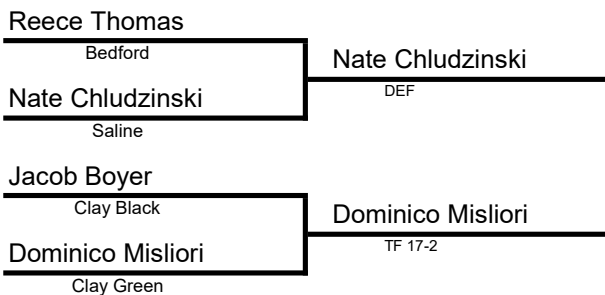 Reece Thomas
Bedford
Nate Chludzinski
DEF
Nate Chludzinski
Saline
Jacob Boyer
Clay Black
Dominico Misliori
TF 17-2
Dominico Misliori
Clay Green